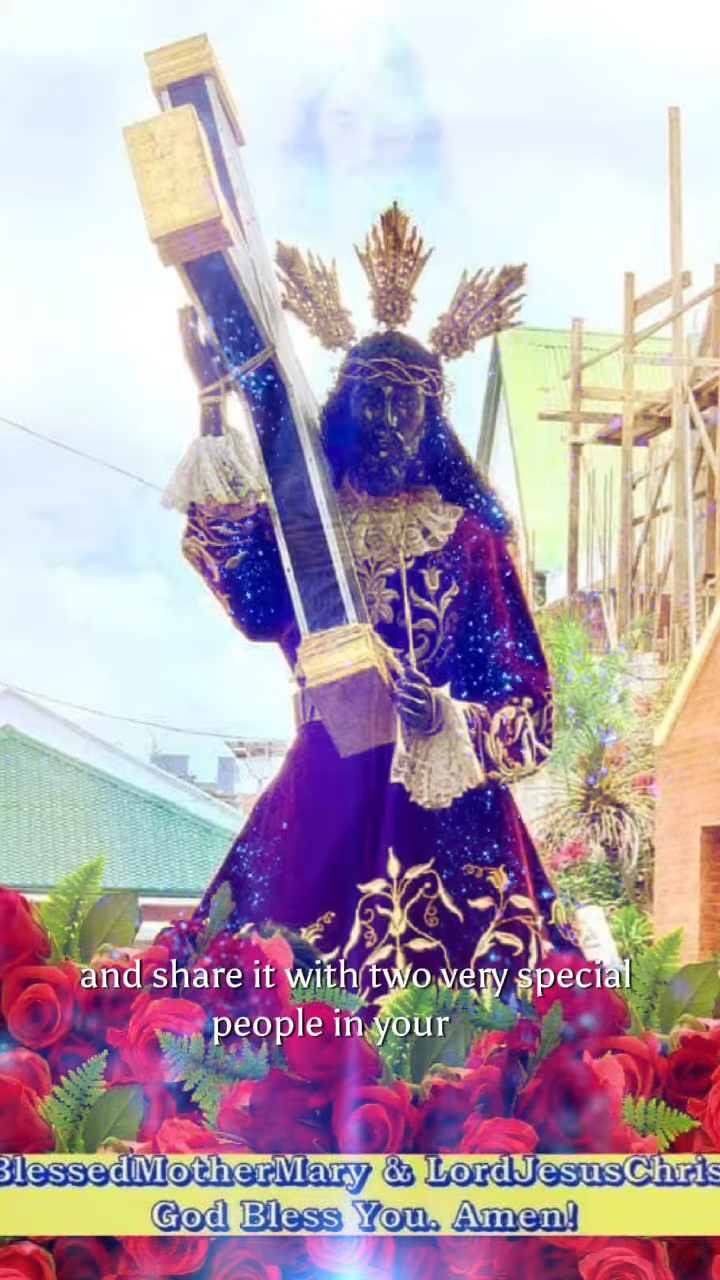 and share it with two very special
people in your
BlessedMotherMary & LordJesusChris
God Bless You. Amen!